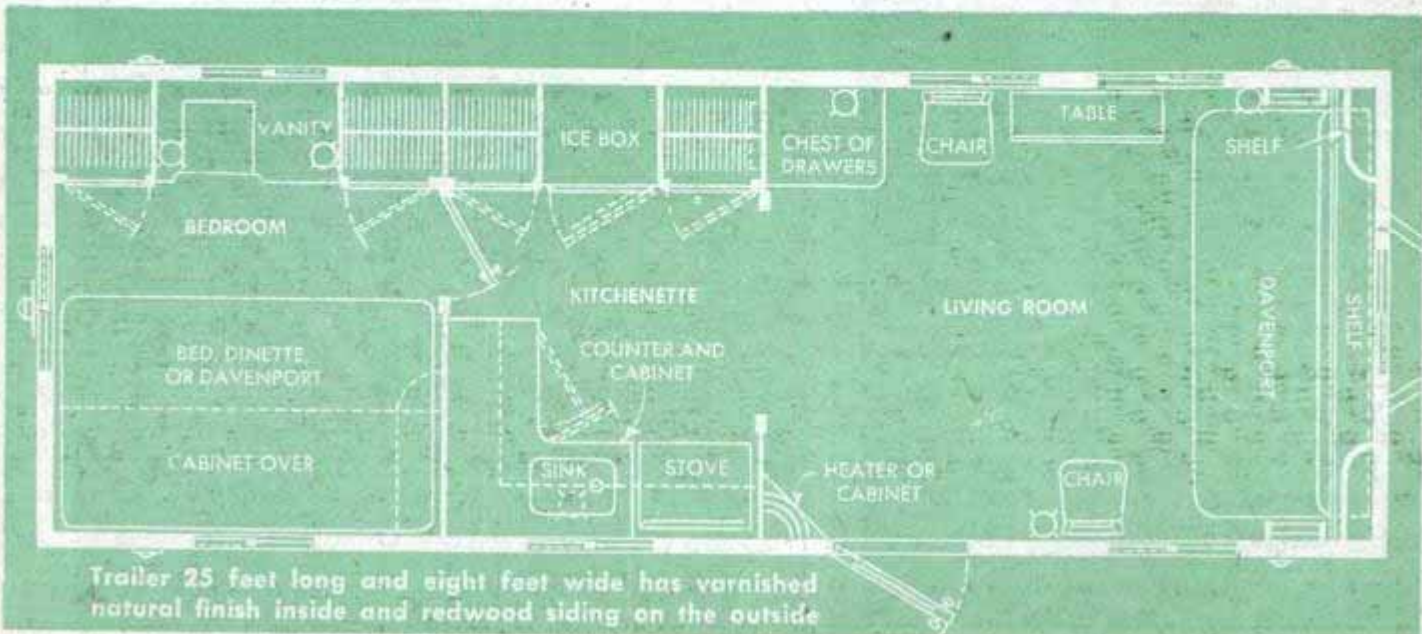 VANITY
ICE BOX
CHEST OF
DRAWERS
CHAIR
TABLE
SHELF
BEDROOM
KITCHENETTE
LIVING ROOM
DAVENPORT
SHELF
BED, DINETTE,
OR DAVENPORT
COUNTER AND
CABINET
CABINET OVER
SINK
STOVE
HEATER OR
CABINET
CHAIR
Trailer 25 feet long and eight feet wide has varnished
natural finish inside and redwood siding on the outside